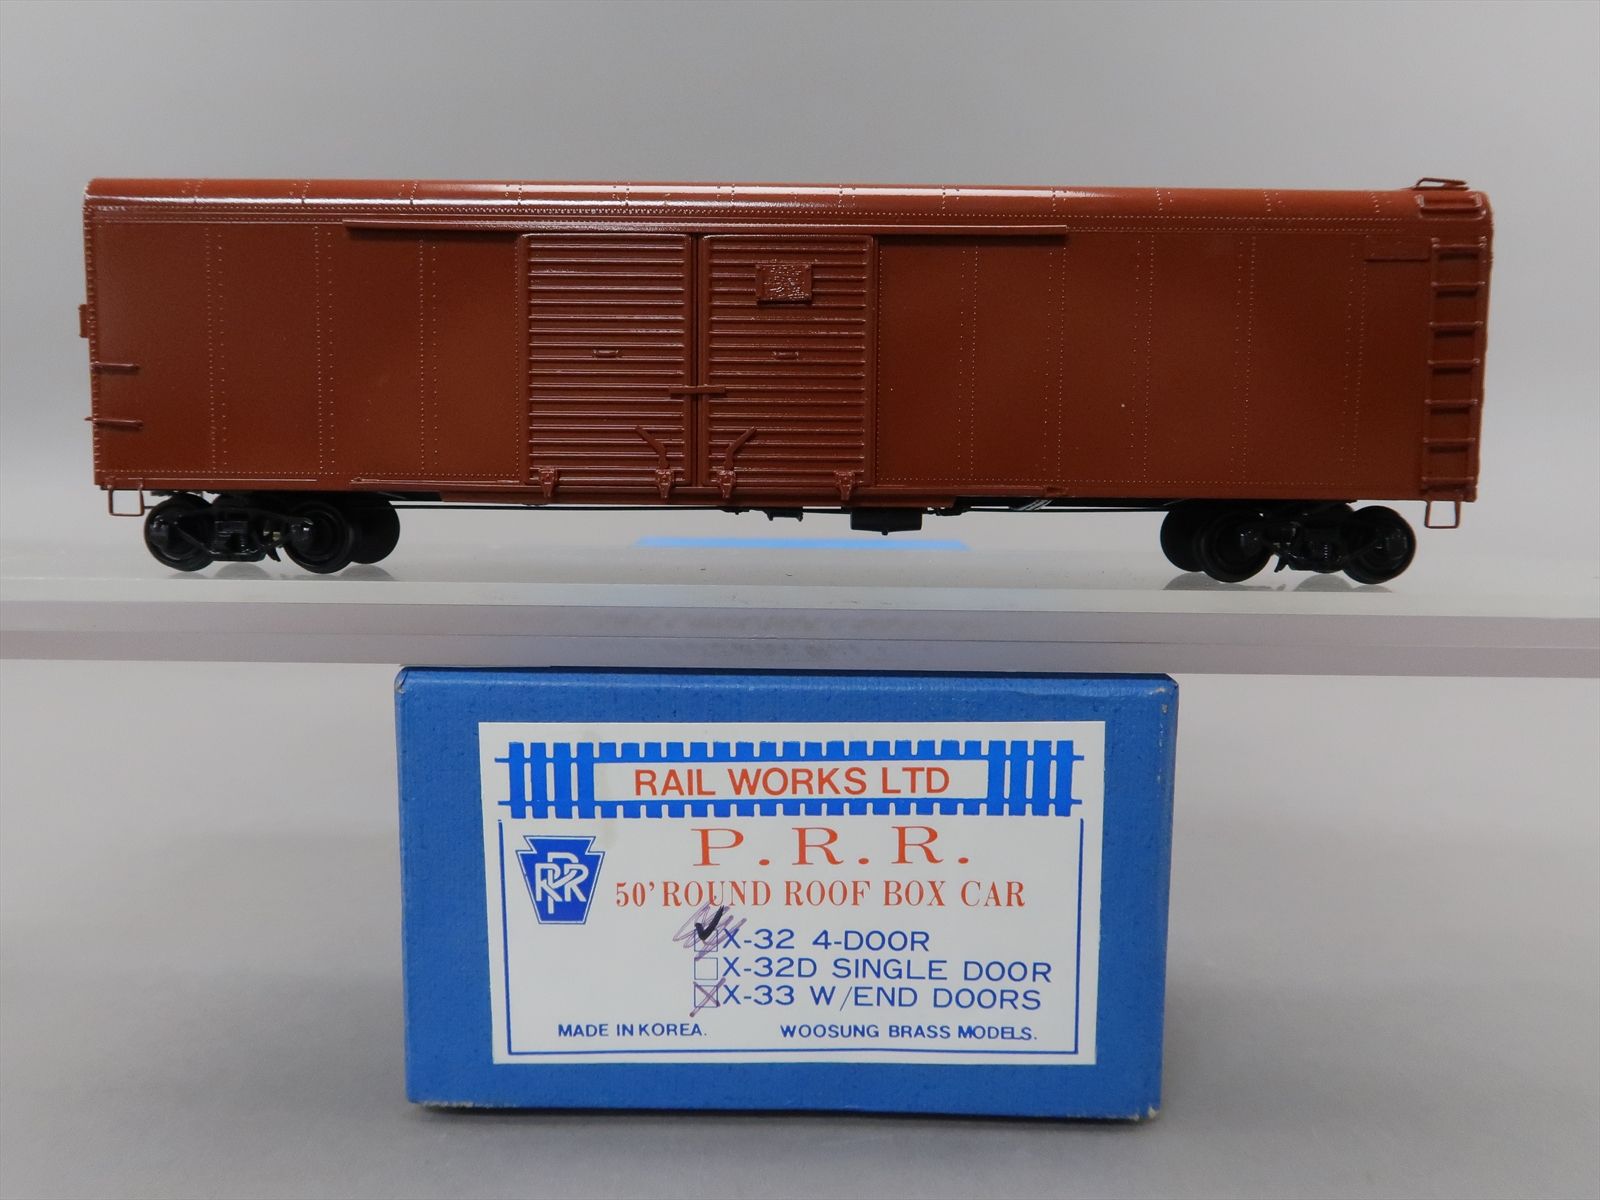 RAIL WORKS LTD
P. R. R.
PRR
50' ROUND ROOF BOX CAR
X-32 4-DOOR
X-32D SINGLE DOOR
X-33 W/END DOORS
MADE IN KOREA. WOOSUNG BRASS MODELS.